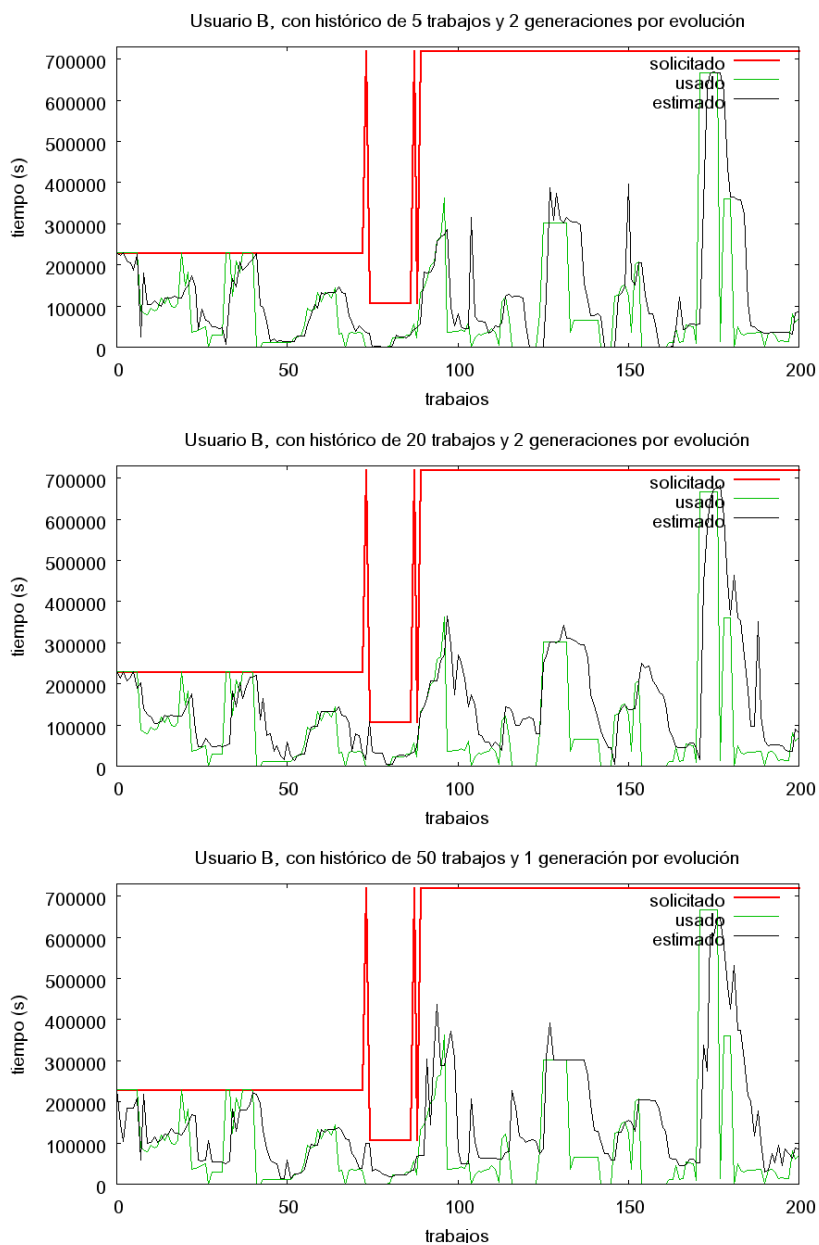 Usuario B, con histórico de 5 trabajos y 2 generaciones por evolución
700000
600000
500000
400000
300000
200000
100000
0
tiempo (s)
solicitado
usado
estimado
0 50 100 150 200
trabajos
Usuario B, con histórico de 20 trabajos y 2 generaciones por evolución
700000
600000
500000
400000
300000
200000
100000
0
tiempo (s)
solicitado
usado
estimado
0 50 100 150 200
trabajos
Usuario B, con histórico de 50 trabajos y 1 generación por evolución
700000
600000
500000
400000
300000
200000
100000
0
tiempo (s)
solicitado
usado
estimado
0 50 100 150 200
trabajos